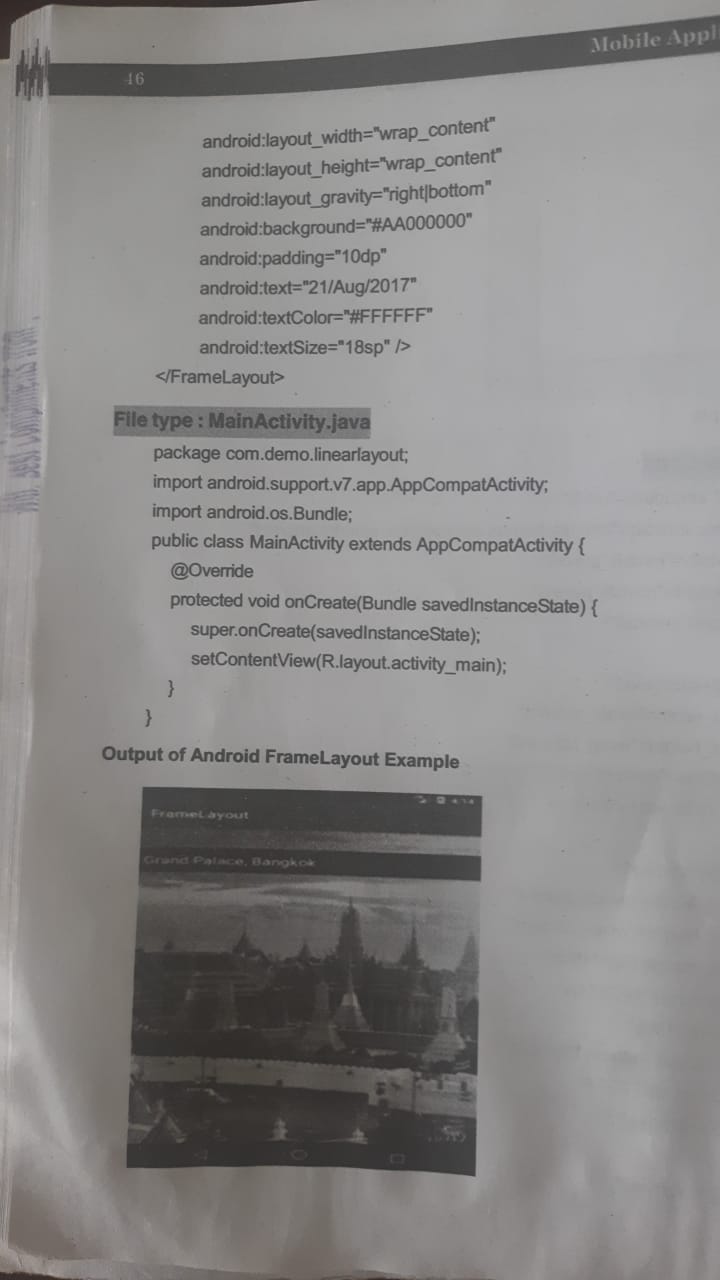 46
Mobile Appl
android:layout_width="wrap_content"
android:layout_height="wrap_content"
android:layout_gravity="right|bottom"
android:background="#AA000000"
android:padding="10dp"
android:text="21/Aug/2017"
android:textColor="#FFFFFF"
android:textSize="18sp" />
</FrameLayout>
File type : MainActivity.java
package com.demo.linearlayout;
import android.support.v7.app.AppCompatActivity;
import android.os.Bundle;
public class MainActivity extends AppCompatActivity {
@Override
protected void onCreate(Bundle savedInstanceState) {
super.onCreate(savedInstanceState);
setContentView(R.layout.activity_main);
}
}
Output of Android FrameLayout Example
FrameLayout
Grand Palace, Bangkok